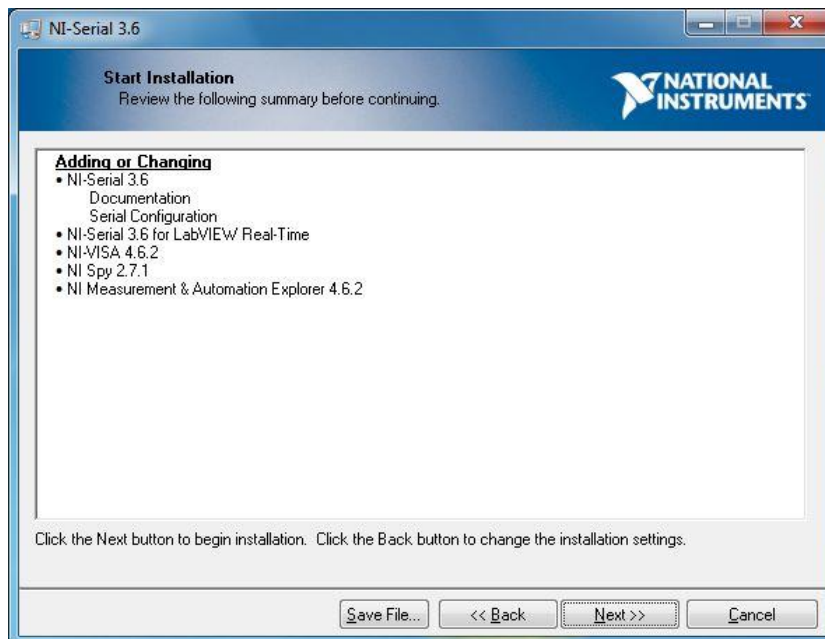 NI-Serial 3.6
Start Installation
Review the following summary before continuing.
NATIONAL
INSTRUMENTS
Adding or Changing
• NI-Serial 3.6
Documentation
Serial Configuration
• NI-Serial 3.6 for LabVIEW Real-Time
• NI-VISA 4.6.2
• NI Spy 2.7.1
• NI Measurement & Automation Explorer 4.6.2
Click the Next button to begin installation. Click the Back button to change the installation settings.
Save File... << Back Next >> Cancel